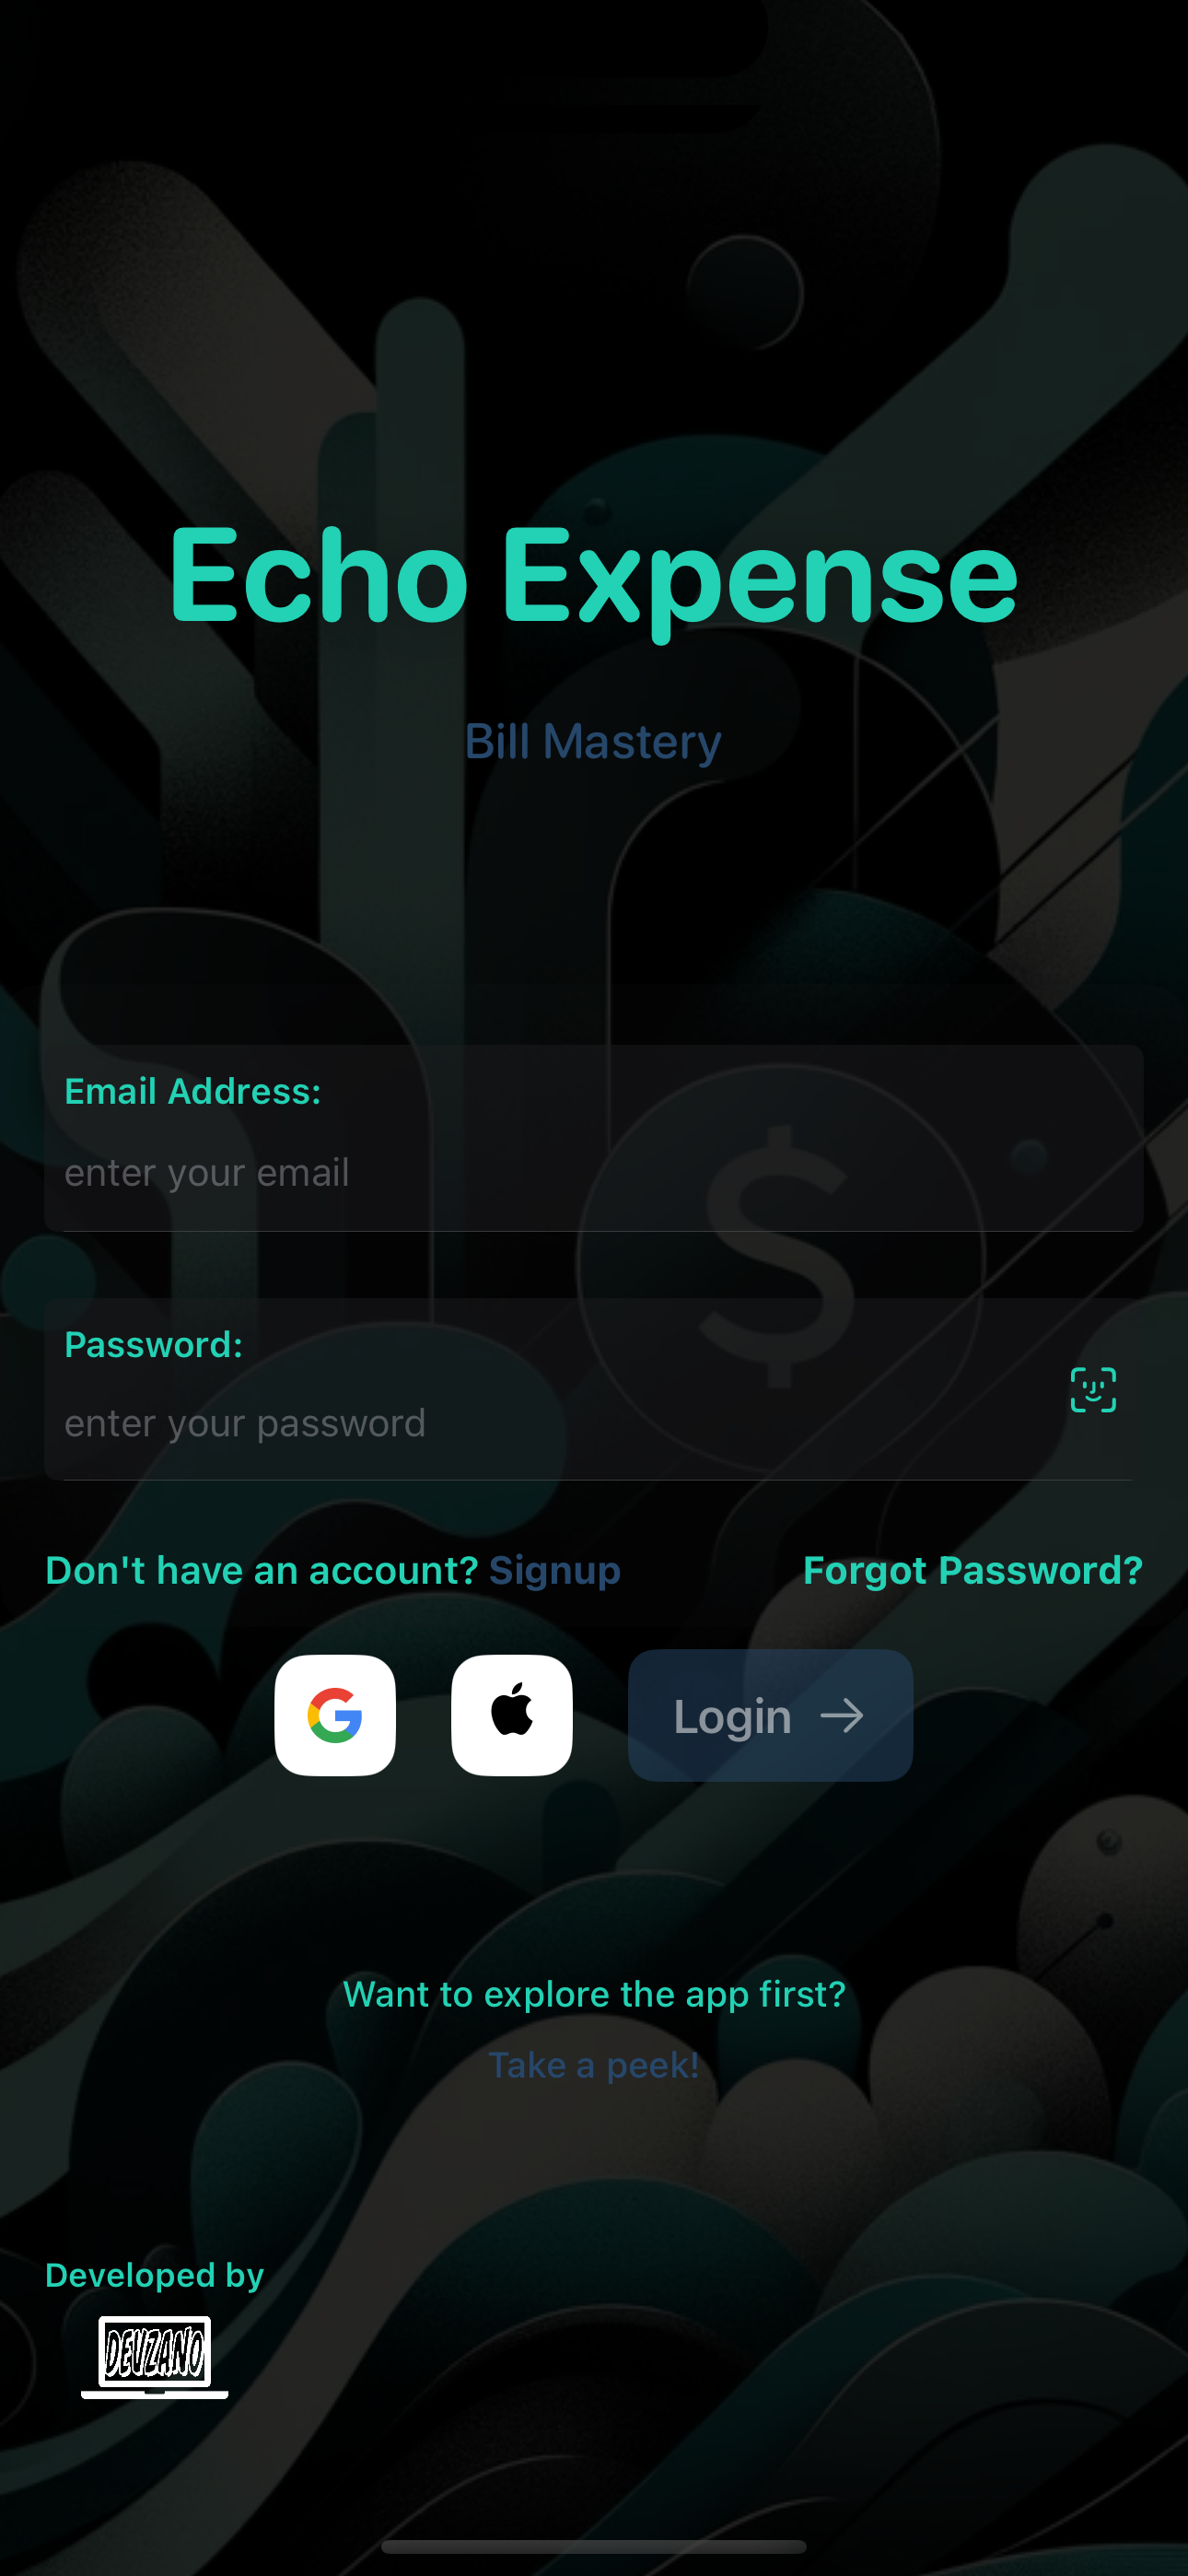 Echo Expense
Bill Mastery
Email Address:
enter your email
Password:
enter your password
Don't have an account? Signup
Forgot Password?
Login
Want to explore the app first?
Take a peek!
Developed by
DEVZANO